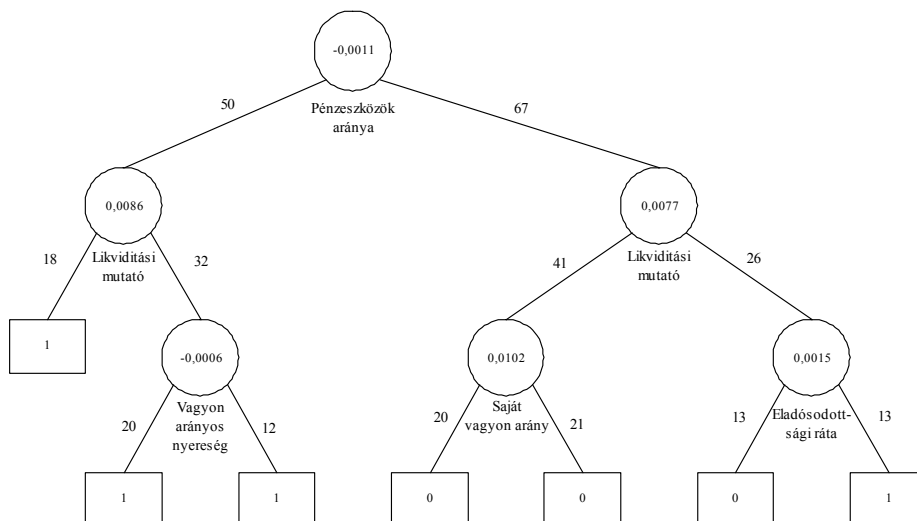 -0,0011
Pénzeszközök
aránya
50
67
0,0086
Likviditási
mutató
0,0077
Likviditási
mutató
18
32
41
26
1
-0,0006
Vagyon
arányos
nyereség
0,0102
Saját
vagyon arány
0,0015
Eladósodott-
sági ráta
20
12
20
21
13
13
1
1
0
0
0
1